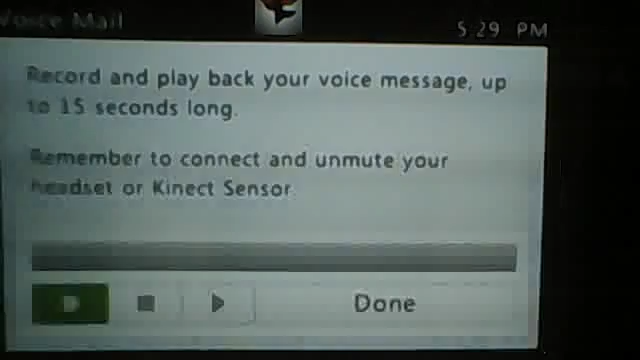 Voice Mail
5:29 PM
Record and play back your voice message, up
to 15 seconds long.
Remember to connect and unmute your
headset or Kinect Sensor.
Done